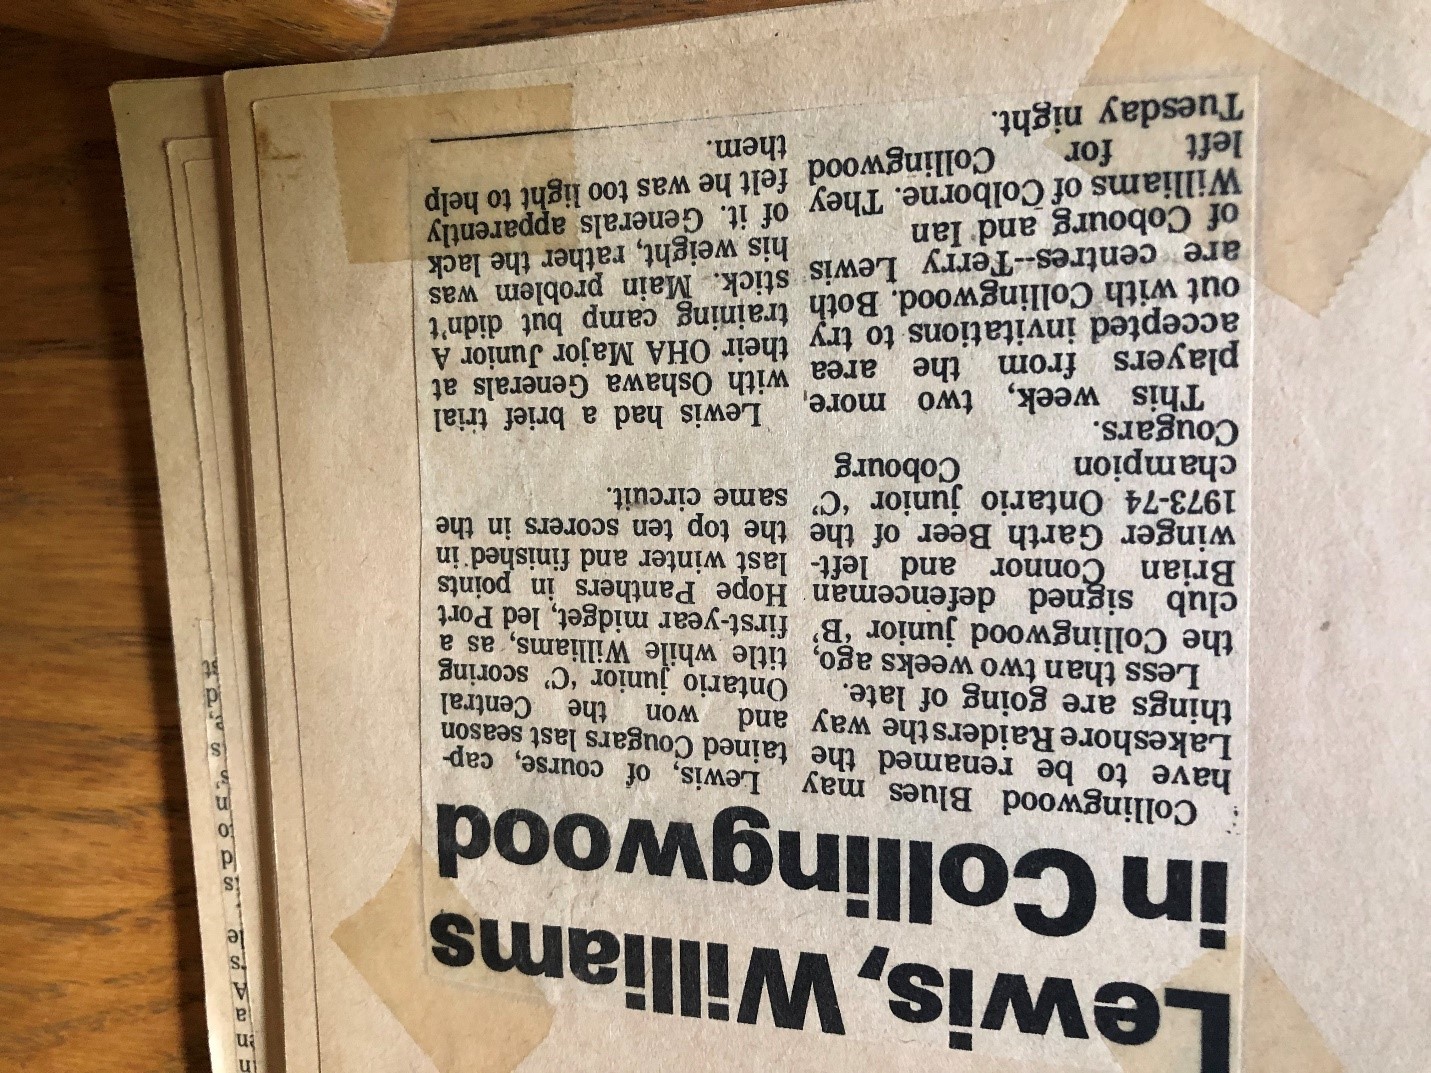 Lewis, Williams
in Collingwood
Collingwood Blues may
have to be renamed the
Lakeshore Raiders the way
things are going of late.
Less than two weeks ago,
the Collingwood junior 'B'
club signed defenceman
Brian Connor and left-
winger Garth Beer of the
1973-74 Ontario junior 'C'
champion Cobourg
Cougars.
This week, two more
players from the area
accepted invitations to try
out with Collingwood. Both
are centres--Terry Lewis
of Cobourg and Ian
Williams of Colborne. They
left for Collingwood
Tuesday night.
Lewis, of course, cap-
tained Cougars last season
and won the Central
Ontario junior 'C' scoring
title while Williams, as a
first-year midget, led Port
Hope Panthers in points
last winter and finished in
the top ten scorers in the
same circuit.
Lewis had a brief trial
with Oshawa Generals at
their OHA Major Junior A
training camp but didn't
stick. Main problem was
his weight, rather the lack
of it. Generals apparently
felt he was too light to help
them.